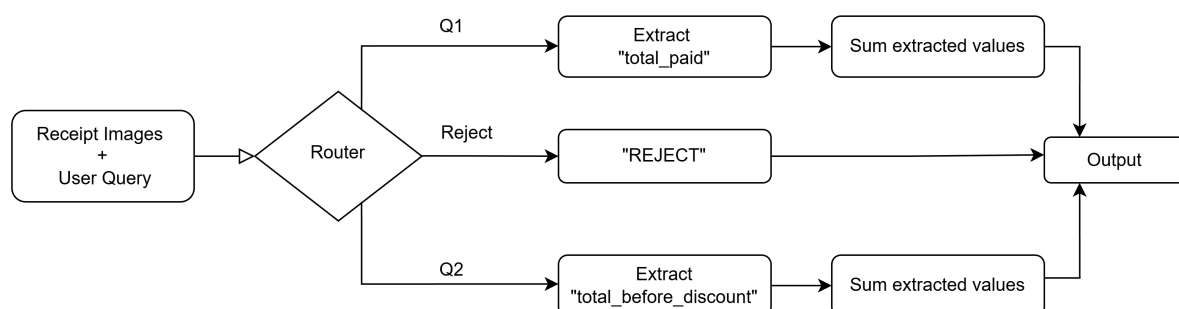 Receipt Images
+
User Query
Router
Q1
Extract
"total_paid"
Sum extracted values
Reject
"REJECT"
Output
Q2
Extract
"total_before_discount"
Sum extracted values